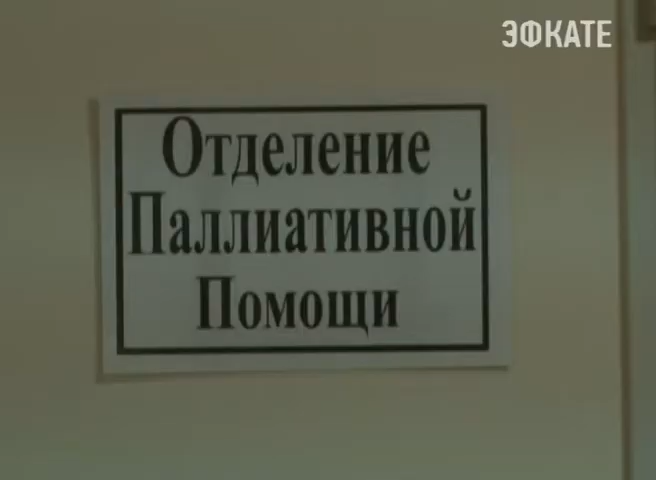 ЭФКАТЕ
Отделение
Паллиативной
Помощи